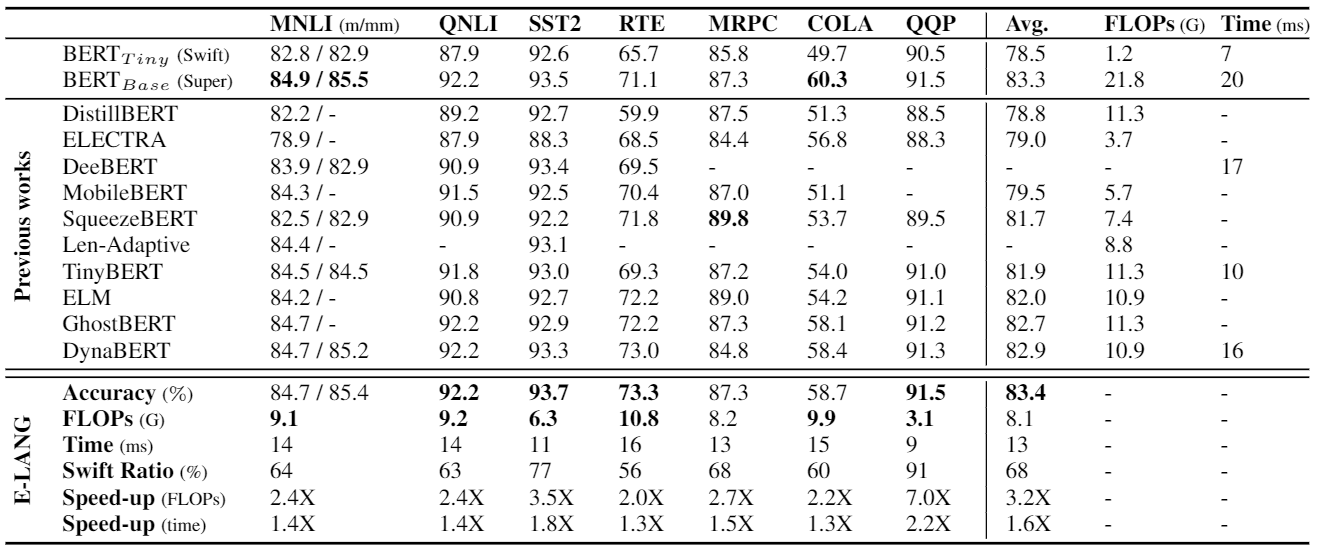 MNLI (m/mm) QNLI SST2 RTE MRPC COLA QQP Avg. FLOPs (G) Time (ms)
BERT_Tiny (Swift) 82.8 / 82.9 87.9 92.6 65.7 85.8 49.7 90.5 78.5 1.2 7
BERT_Base (Super) 84.9 / 85.5 92.2 93.5 71.1 87.3 60.3 91.5 83.3 21.8 20
Previous works
DistillBERT 82.2 / - 89.2 92.7 59.9 87.5 51.3 88.5 78.8 11.3 -
ELECTRA 78.9 / - 87.9 88.3 68.5 84.4 56.8 88.3 79.0 3.7 -
DeeBERT 83.9 / 82.9 90.9 93.4 69.5 - - - - - 17
MobileBERT 84.3 / - 91.5 92.5 70.4 87.0 51.1 - 79.5 5.7 -
SqueezeBERT 82.5 / 82.9 90.9 92.2 71.8 89.8 53.7 89.5 81.7 7.4 -
Len-Adaptive 84.4 / - - 93.1 - - - - - 8.8 -
TinyBERT 84.5 / 84.5 91.8 93.0 69.3 87.2 54.0 91.0 81.9 11.3 10
ELM 84.2 / - 90.8 92.7 72.2 89.0 54.2 91.1 82.0 10.9 -
GhostBERT 84.7 / - 92.2 92.9 72.2 87.3 58.1 91.2 82.7 11.3 -
DynaBERT 84.7 / 85.2 92.2 93.3 73.0 84.8 58.4 91.3 82.9 10.9 16
E-LANG
Accuracy (%) 84.7 / 85.4 92.2 93.7 73.3 87.3 58.7 91.5 83.4 - -
FLOPs (G) 9.1 9.2 6.3 10.8 8.2 9.9 3.1 8.1 - -
Time (ms) 14 14 11 16 13 15 9 13 - -
Swift Ratio (%) 64 63 77 56 68 60 91 68 - -
Speed-up (FLOPs) 2.4X 2.4X 3.5X 2.0X 2.7X 2.2X 7.0X 3.2X - -
Speed-up (time) 1.4X 1.4X 1.8X 1.3X 1.5X 1.3X 2.2X 1.6X - -